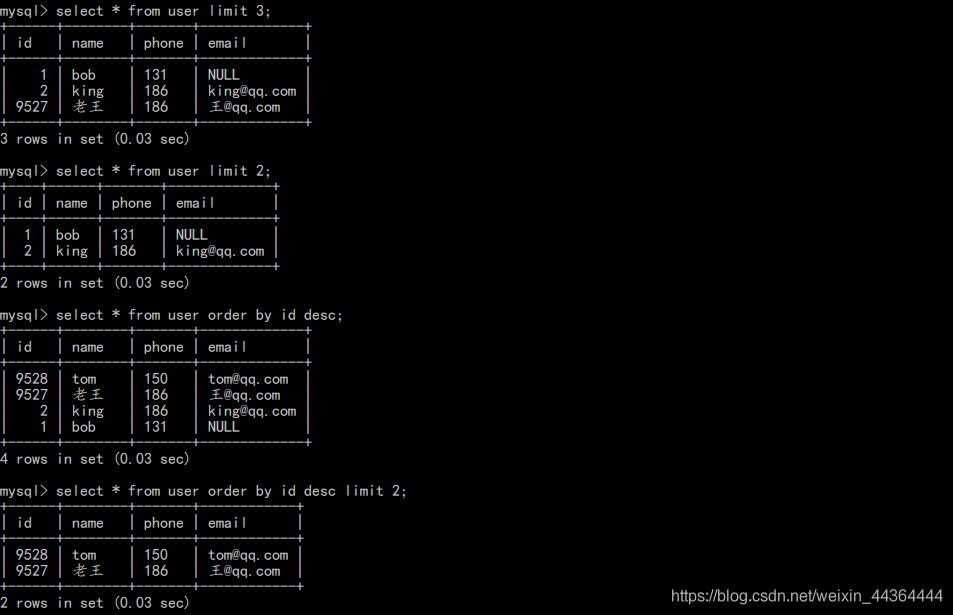 mysql> select * from user limit 3;
+------+-------+-------+-------------+
| id   | name  | phone | email       |
+------+-------+-------+-------------+
|    1 | bob   | 131   | NULL        |
|    2 | king  | 186   | king@qq.com |
| 9527 | 老王  | 186   | 王@qq.com   |
+------+-------+-------+-------------+
3 rows in set (0.03 sec)
mysql> select * from user limit 2;
+----+------+-------+-------------+
| id | name | phone | email       |
+----+------+-------+-------------+
|  1 | bob  | 131   | NULL        |
|  2 | king | 186   | king@qq.com |
+----+------+-------+-------------+
2 rows in set (0.03 sec)
mysql> select * from user order by id desc;
+------+-------+-------+-------------+
| id   | name  | phone | email       |
+------+-------+-------+-------------+
| 9528 | tom   | 150   | tom@qq.com  |
| 9527 | 老王  | 186   | 王@qq.com   |
|    2 | king  | 186   | king@qq.com |
|    1 | bob   | 131   | NULL        |
+------+-------+-------+-------------+
4 rows in set (0.03 sec)
mysql> select * from user order by id desc limit 2;
+------+-------+-------+------------+
| id   | name  | phone | email      |
+------+-------+-------+------------+
| 9528 | tom   | 150   | tom@qq.com |
| 9527 | 老王  | 186   | 王@qq.com  |
+------+-------+-------+------------+
2 rows in set (0.03 sec)
https://blog.csdn.net/weixin_44364444